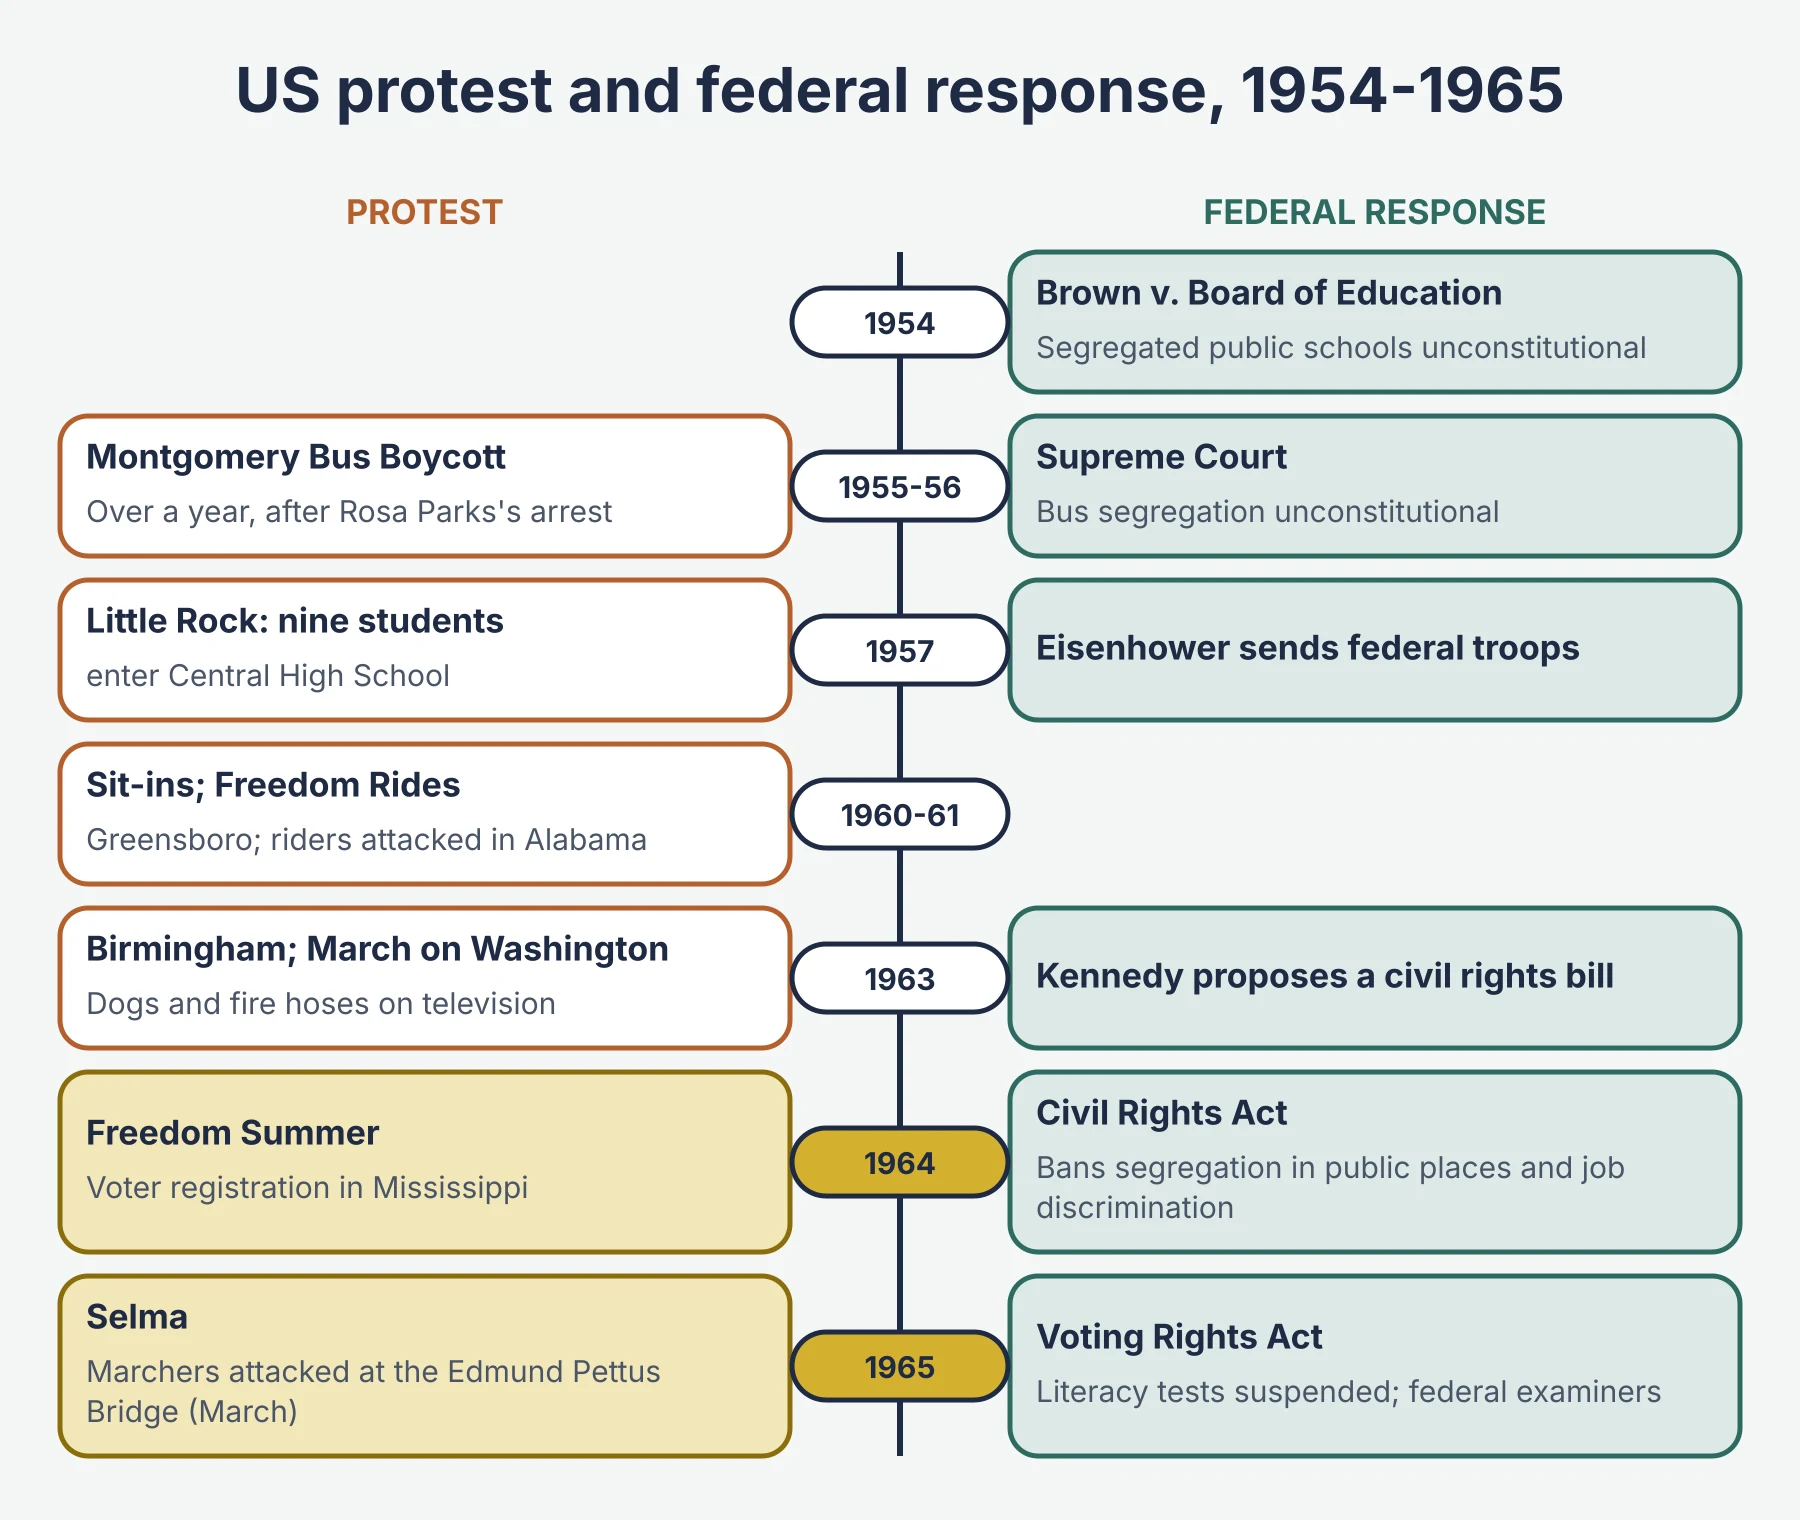 US protest and federal response, 1954-1965
PROTEST
FEDERAL RESPONSE
1954
Brown v. Board of Education
Segregated public schools unconstitutional
Montgomery Bus Boycott
Over a year, after Rosa Parks's arrest
1955-56
Supreme Court
Bus segregation unconstitutional
Little Rock: nine students
enter Central High School
1957
Eisenhower sends federal troops
Sit-ins; Freedom Rides
Greensboro; riders attacked in Alabama
1960-61
Birmingham; March on Washington
Dogs and fire hoses on television
1963
Kennedy proposes a civil rights bill
Freedom Summer
Voter registration in Mississippi
1964
Civil Rights Act
Bans segregation in public places and job
discrimination
Selma
Marchers attacked at the Edmund Pettus
Bridge (March)
1965
Voting Rights Act
Literacy tests suspended; federal examiners